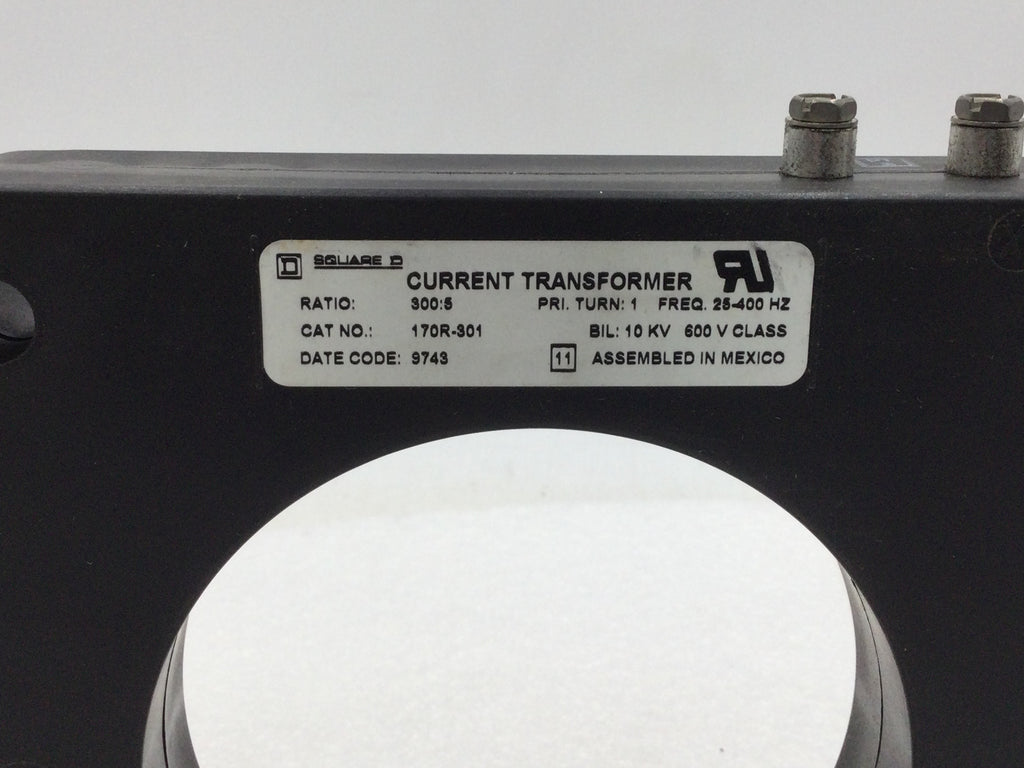 D SQUARE D
CURRENT TRANSFORMER RU
RATIO: 300:5 PRI. TURN: 1 FREQ. 25-400 HZ
CAT NO.: 170R-301 BIL: 10 KV 600 V CLASS
DATE CODE: 9743 11 ASSEMBLED IN MEXICO